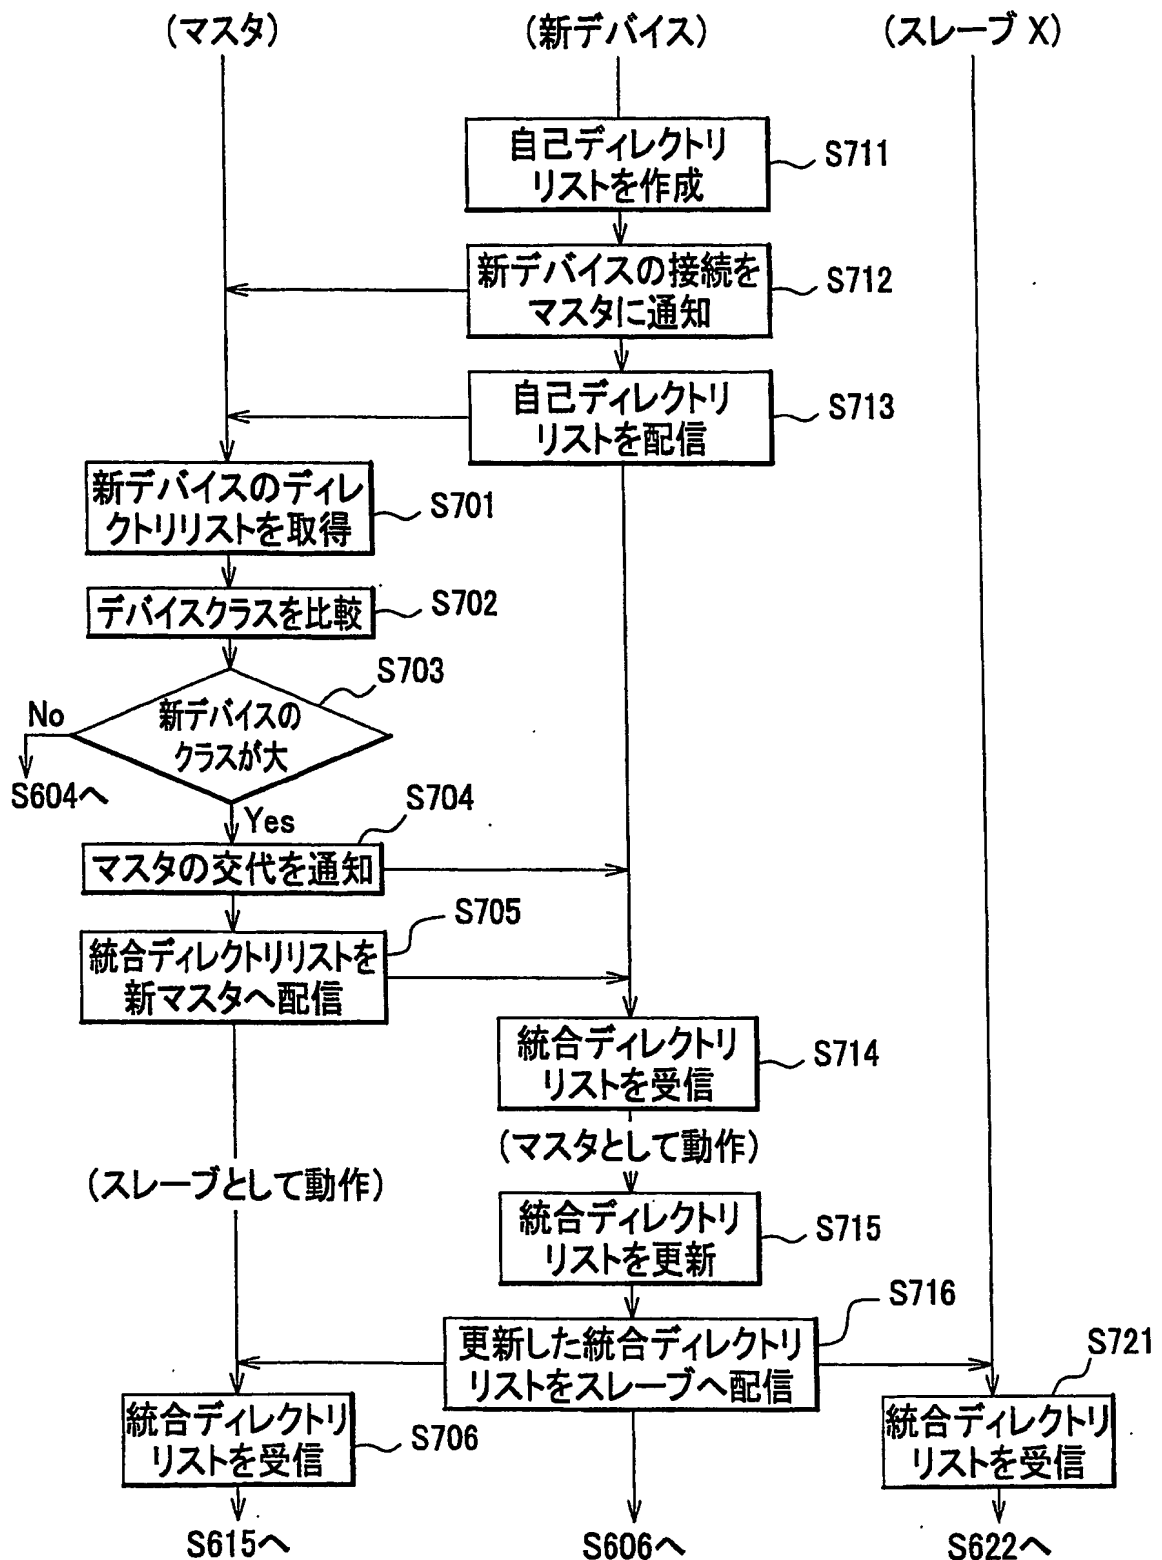 (マスタ)
(新デバイス)
(スレーブ X)
自己ディレクトリ
リストを作成
S711
新デバイスの接続を
マスタに通知
S712
自己ディレクトリ
リストを配信
S713
新デバイスのディレ
クトリリストを取得
S701
デバイスクラスを比較
S702
新デバイスの
クラスが大
S703
No
S604へ
Yes
マスタの交代を通知
S704
統合ディレクトリリストを
新マスタへ配信
S705
統合ディレクトリ
リストを受信
S714
(マスタとして動作)
(スレーブとして動作)
統合ディレクトリ
リストを更新
S715
更新した統合ディレクトリ
リストをスレーブへ配信
S716
統合ディレクトリ
リストを受信
S706
統合ディレクトリ
リストを受信
S721
S615へ
S606へ
S622へ